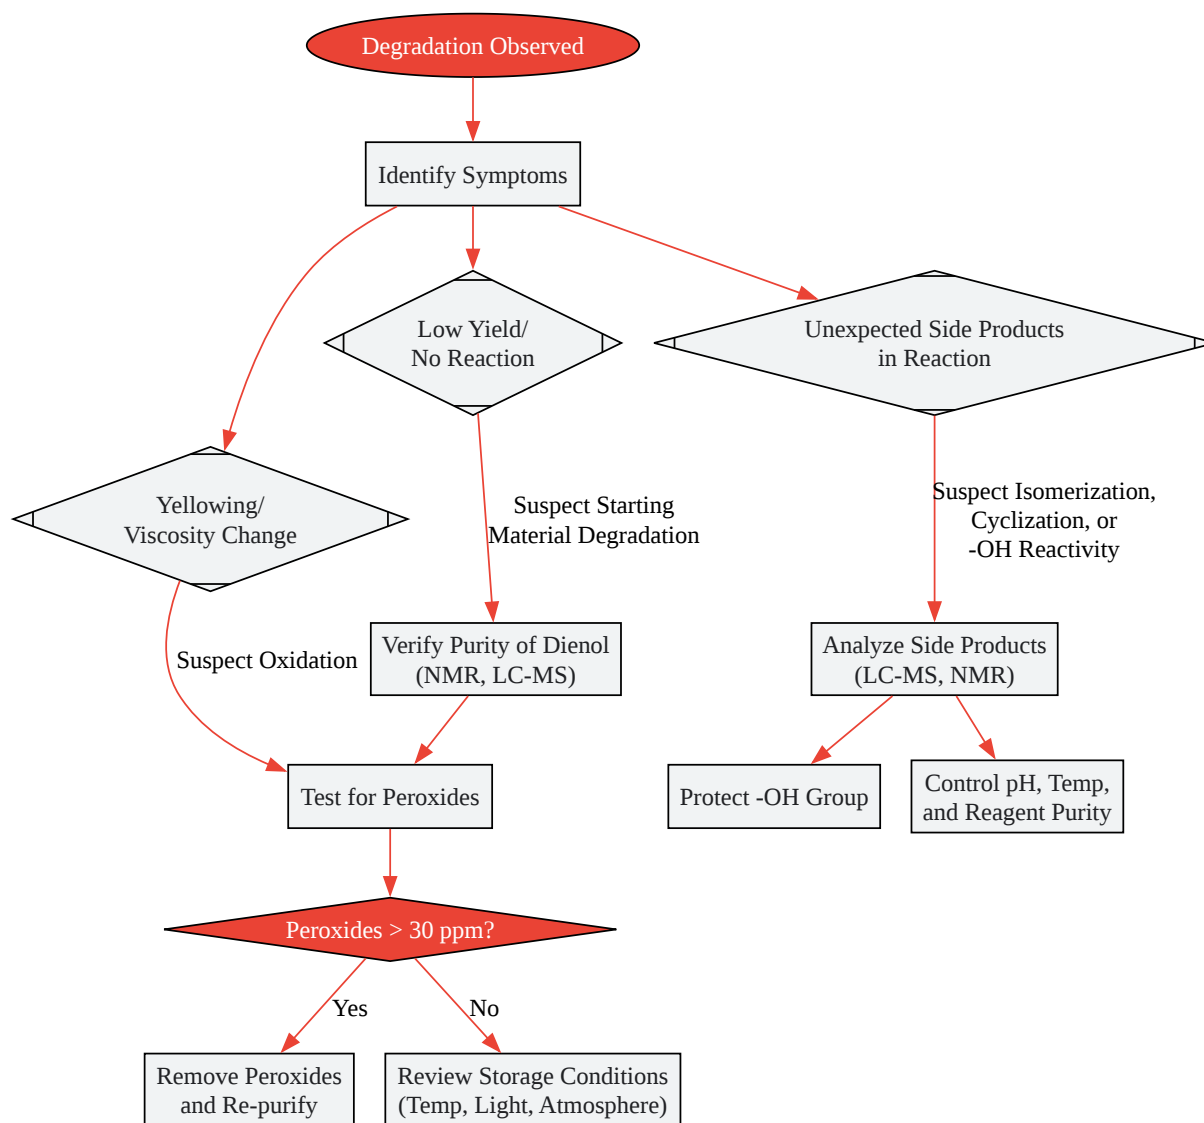 Degradation Observed
Identify Symptoms
Low Yield/
No Reaction
Unexpected Side Products
in Reaction
Yellowing/
Viscosity Change
Suspect Starting
Material Degradation
Suspect Isomerization,
Cyclization, or
-OH Reactivity
Suspect Oxidation
Verify Purity of Dienol
(NMR, LC-MS)
Analyze Side Products
(LC-MS, NMR)
Test for Peroxides
Protect -OH Group
Control pH, Temp,
and Reagent Purity
Peroxides > 30 ppm?
Yes
No
Remove Peroxides
and Re-purify
Review Storage Conditions
(Temp, Light, Atmosphere)